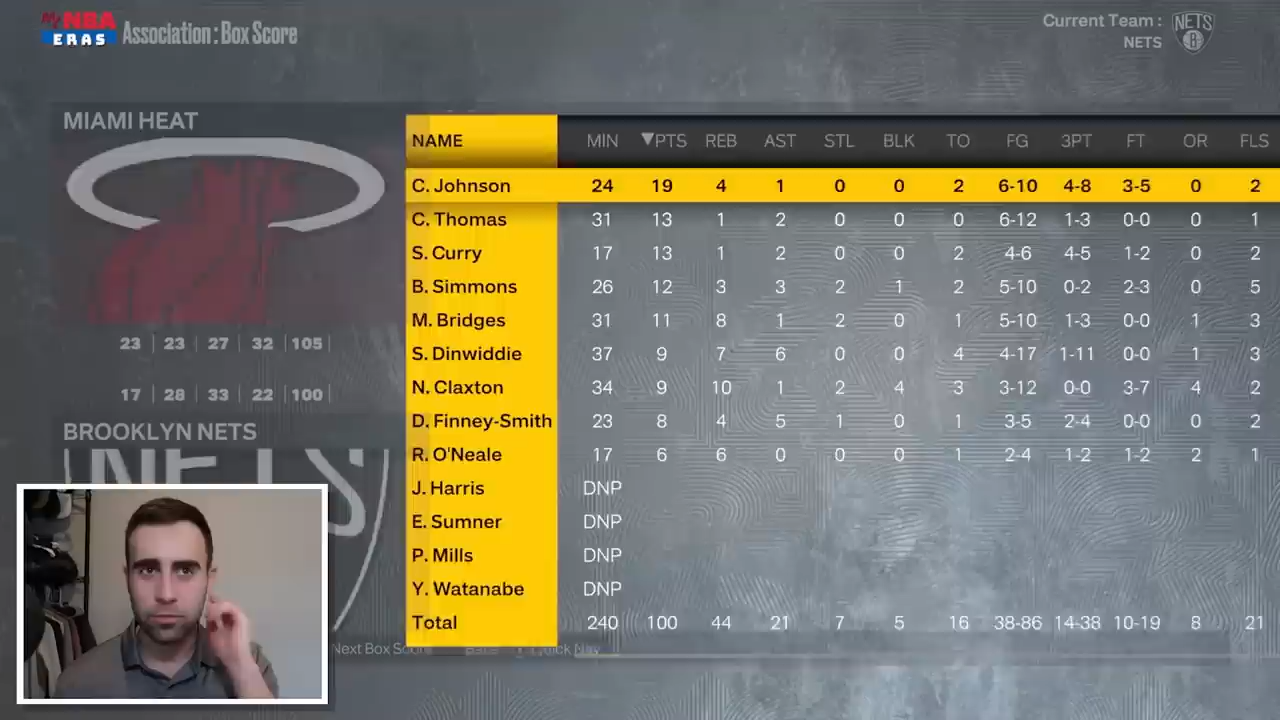 My NBA ERAS Association : Box Score
Current Team :
NETS
NETS
B
MIAMI HEAT
23 | 23 | 27 | 32 | 105
17 | 28 | 33 | 22 | 100
BROOKLYN NETS
NETS
NAME MIN ▼PTS REB AST STL BLK TO FG 3PT FT OR FLS
C. Johnson 24 19 4 1 0 0 2 6-10 4-8 3-5 0 2
C. Thomas 31 13 1 2 0 0 0 6-12 1-3 0-0 0 1
S. Curry 17 13 1 2 0 0 2 4-6 4-5 1-2 0 2
B. Simmons 26 12 3 3 2 1 2 5-10 0-2 2-3 0 5
M. Bridges 31 11 8 1 2 0 1 5-10 1-3 0-0 1 3
S. Dinwiddie 37 9 7 6 0 0 4 4-17 1-11 0-0 1 3
N. Claxton 34 9 10 1 2 4 3 3-12 0-0 3-7 4 2
D. Finney-Smith 23 8 4 5 1 0 1 3-5 2-4 0-0 0 2
R. O'Neale 17 6 6 0 0 0 1 2-4 1-2 1-2 2 1
J. Harris DNP
E. Sumner DNP
P. Mills DNP
Y. Watanabe DNP
Total 240 100 44 21 7 5 16 38-86 14-38 10-19 8 21
Next Box Score